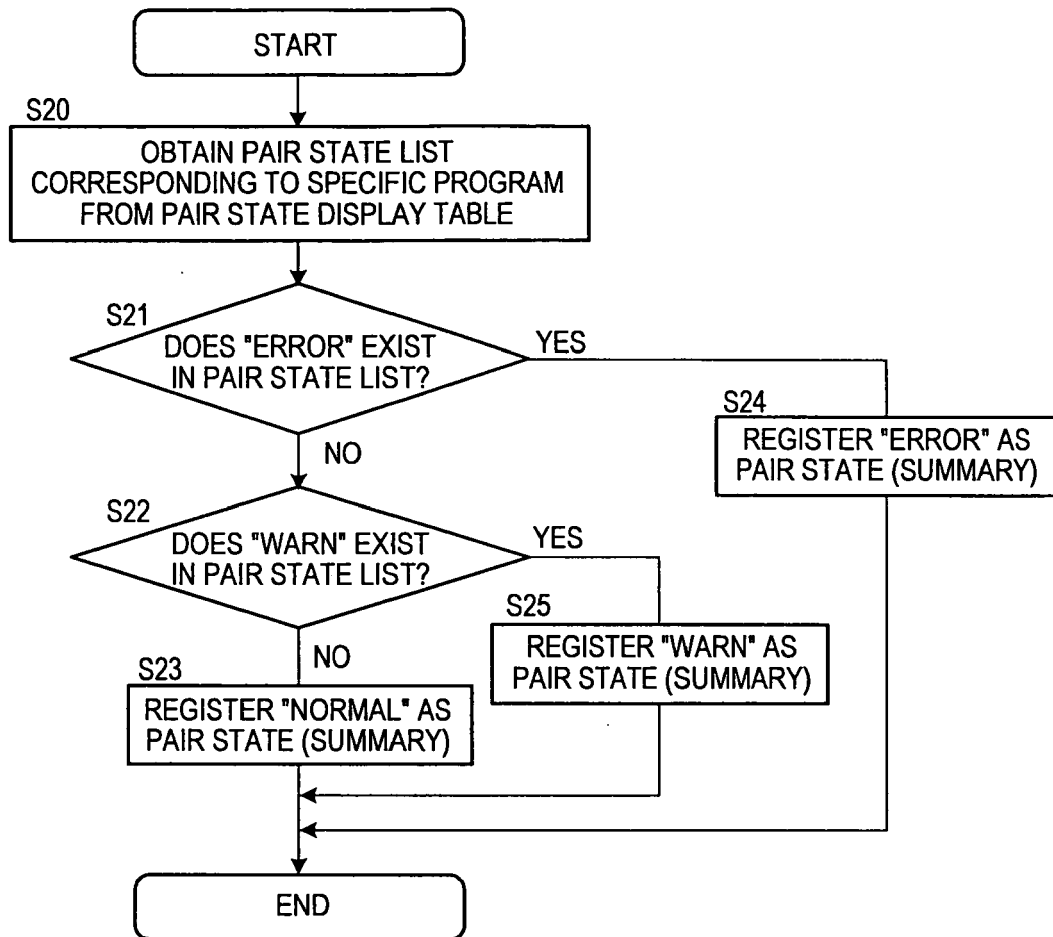 START
S20
OBTAIN PAIR STATE LIST
CORRESPONDING TO SPECIFIC PROGRAM
FROM PAIR STATE DISPLAY TABLE
S21
DOES "ERROR" EXIST
IN PAIR STATE LIST?
YES
NO
S24
REGISTER "ERROR" AS
PAIR STATE (SUMMARY)
S22
DOES "WARN" EXIST
IN PAIR STATE LIST?
YES
NO
S25
REGISTER "WARN" AS
PAIR STATE (SUMMARY)
S23
REGISTER "NORMAL" AS
PAIR STATE (SUMMARY)
END